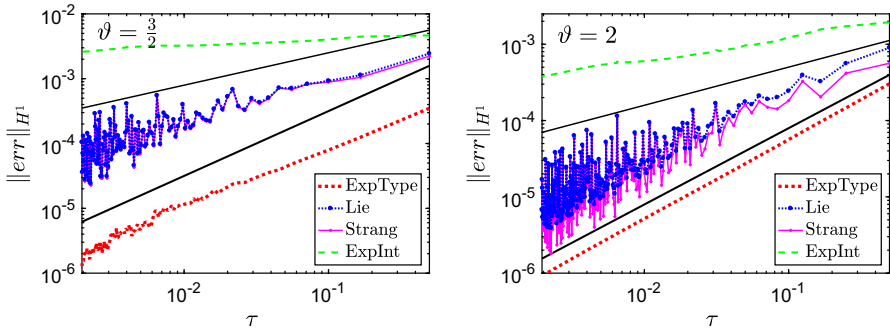 10^-2
10^-3
10^-4
10^-5
10^-6
‖err‖_{H^1}
ϑ = 3/2
ExpType
Lie
Strang
ExpInt
10^-2
10^-1
τ
10^-3
10^-4
10^-5
10^-6
‖err‖_{H^1}
ϑ = 2
ExpType
Lie
Strang
ExpInt
10^-2
10^-1
τ